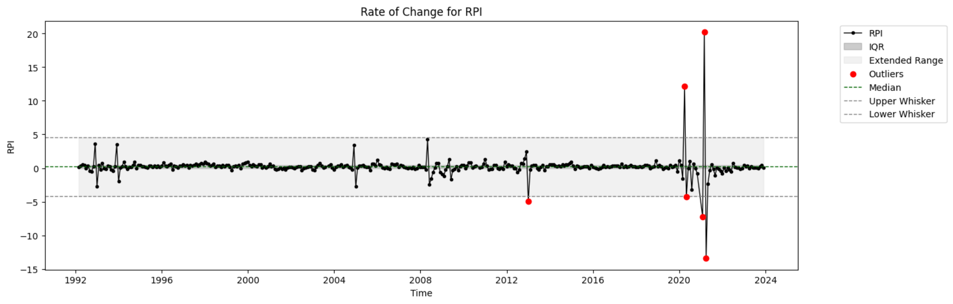 Rate of Change for RPI
RPI
20
15
10
5
0
−5
−10
−15
1992
1996
2000
2004
2008
2012
2016
2020
2024
Time
RPI
IQR
Extended Range
Outliers
Median
Upper Whisker
Lower Whisker